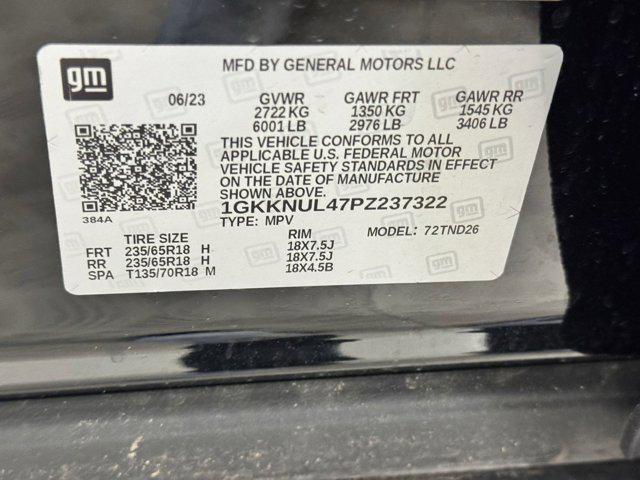 gm
MFD BY GENERAL MOTORS LLC
06/23 GVWR GAWR FRT GAWR RR
2722 KG 1350 KG 1545 KG
6001 LB 2976 LB 3406 LB
THIS VEHICLE CONFORMS TO ALL
APPLICABLE U.S. FEDERAL MOTOR
VEHICLE SAFETY STANDARDS IN EFFECT
ON THE DATE OF MANUFACTURE
SHOWN ABOVE.
384A
1GKKNUL47PZ237322
TYPE: MPV MODEL: 72TND26
TIRE SIZE RIM
FRT 235/65R18 H 18X7.5J
RR 235/65R18 H 18X7.5J
SPA T135/70R18 M 18X4.5B